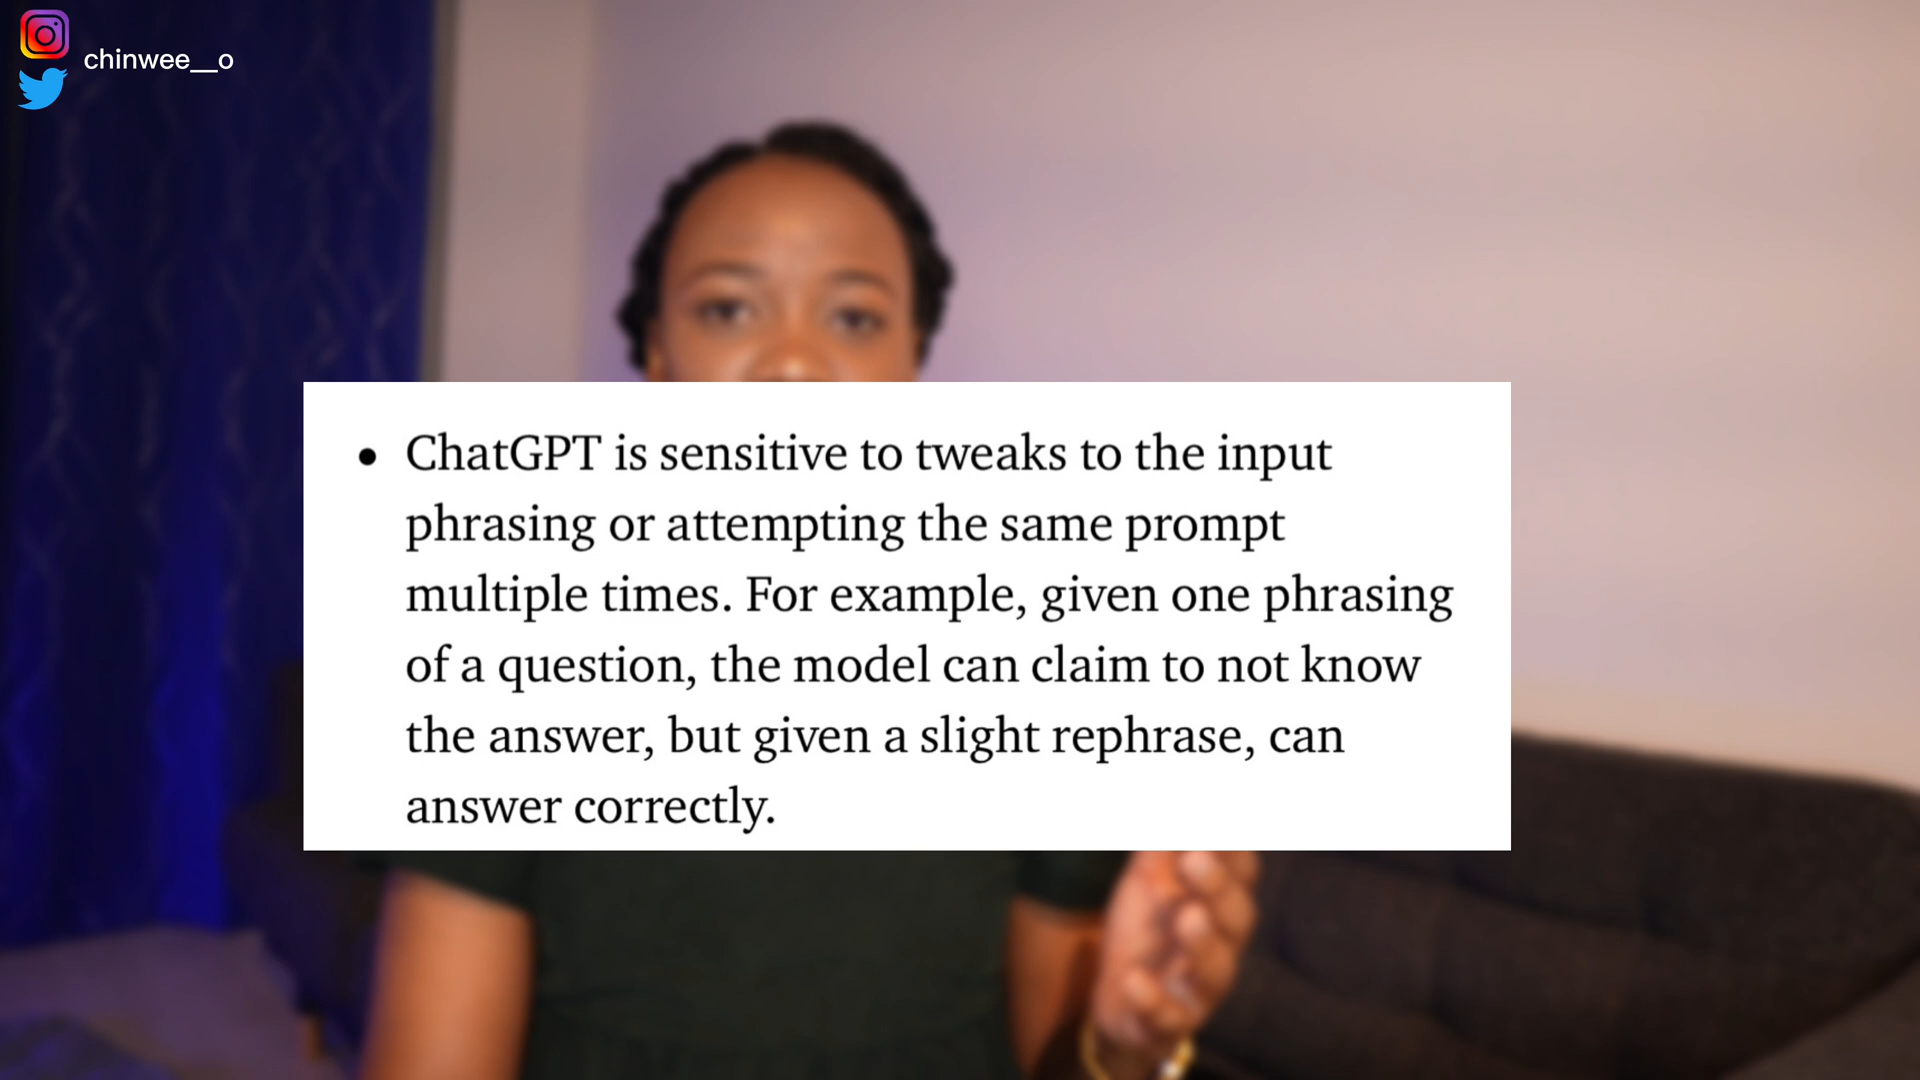 chinwee__o
• ChatGPT is sensitive to tweaks to the input
phrasing or attempting the same prompt
multiple times. For example, given one phrasing
of a question, the model can claim to not know
the answer, but given a slight rephrase, can
answer correctly.